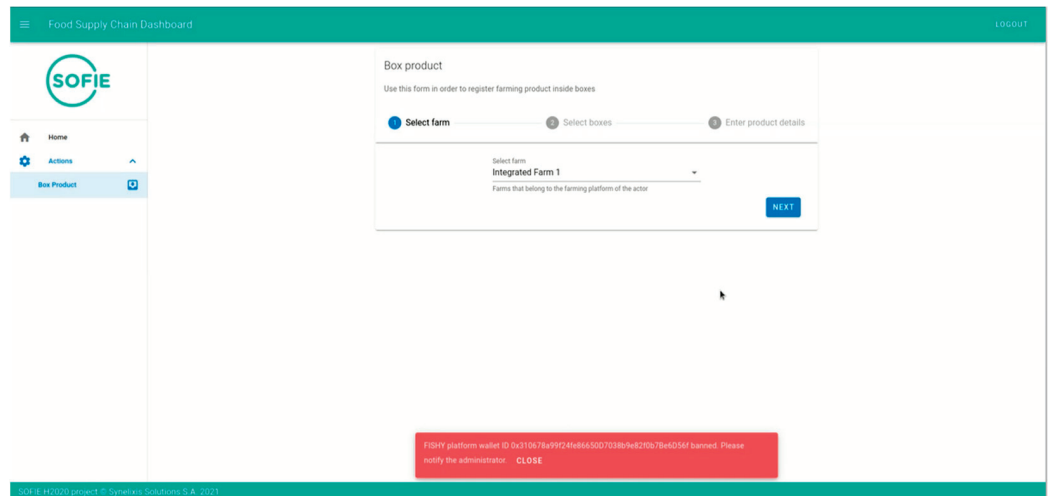 Food Supply Chain Dashboard
LOGOUT
SOFIE
Home
Actions
Box Product
Box product
Use this form in order to register farming product inside boxes
1 Select farm
2 Select boxes
3 Enter product details
Select farm
Integrated Farm 1
Farms that belong to the farming platform of the actor
NEXT
FISHY platform wallet ID 0x310678a99f24fe86650D7038b9e82f0b7Be6D56f banned. Please
notify the administrator. CLOSE
SOFIE H2020 project © Synelixis Solutions S.A. 2021